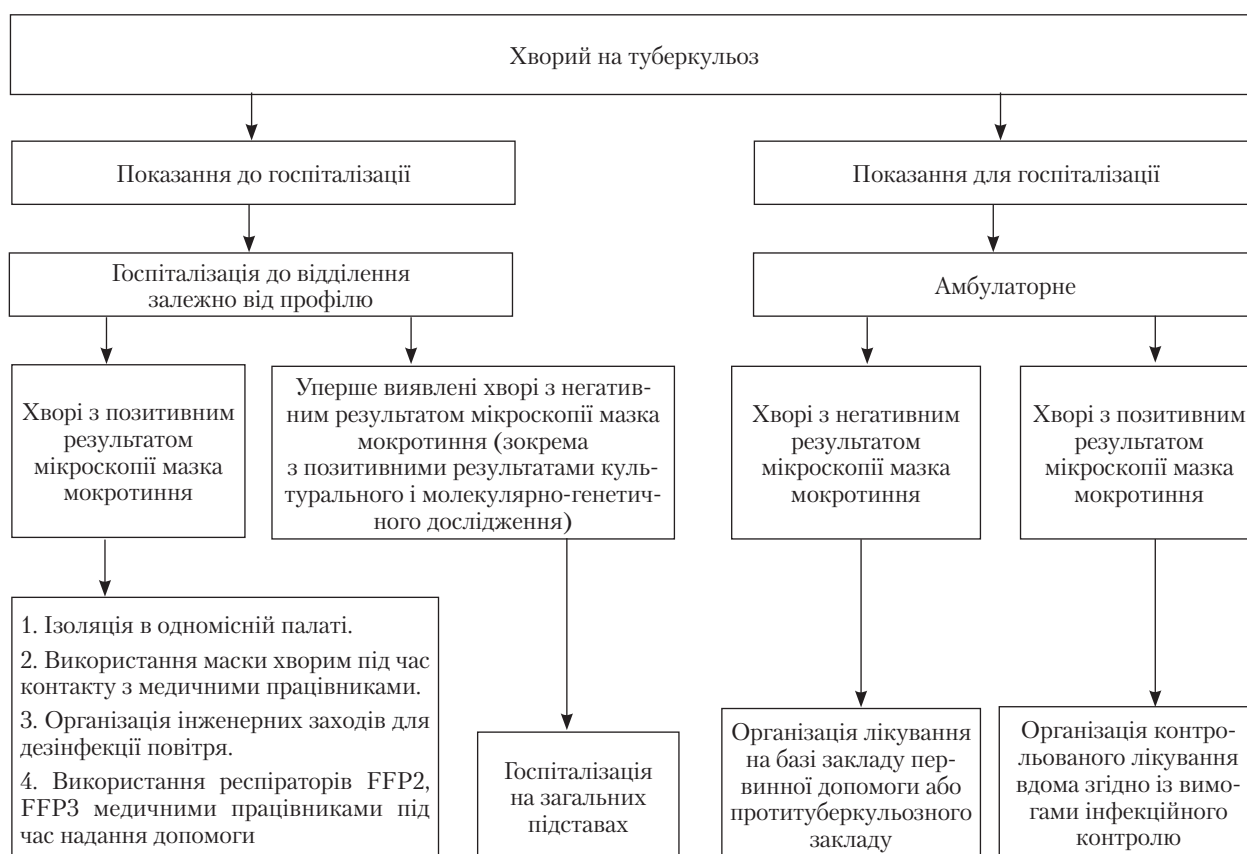 Хворий на туберкульоз
Показання до госпіталізації
Показання для госпіталізації
Госпіталізація до відділення
залежно від профілю
Амбулаторне
Хворі з позитивним
результатом
мікроскопії мазка
мокротиння
Уперше виявлені хворі з негатив-
ним результатом мікроскопії мазка
мокротиння (зокрема
з позитивними результатами куль-
турального і молекулярно-генетич-
ного дослідження)
Хворі з негативним
результатом
мікроскопії мазка
мокротиння
Хворі з позитивним
результатом
мікроскопії мазка
мокротиння
1. Ізоляція в одномісній палаті.
2. Використання маски хворим під час
контакту з медичними працівниками.
3. Організація інженерних заходів для
дезінфекції повітря.
4. Використання респіраторів FFP2,
FFP3 медичними працівниками під
час надання допомоги
Госпіталізація
на загальних
підставах
Організація лікування
на базі закладу пер-
винної допомоги або
протитуберкульозного
закладу
Організація контро-
льованого лікування
вдома згідно із вимо-
гами інфекційного
контролю